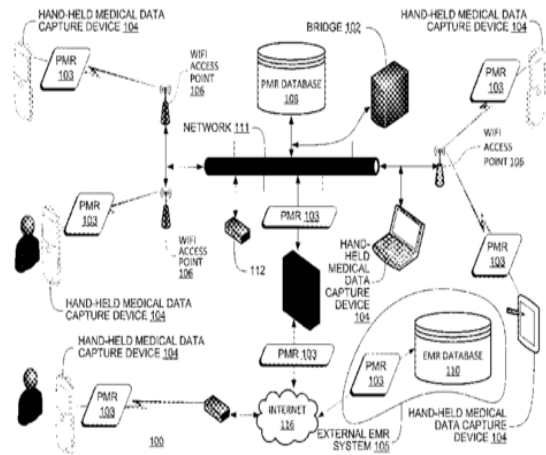 HAND-HELD MEDICAL DATA
CAPTURE DEVICE 104
PMR
103
WIFI
ACCESS
POINT
106
BRIDGE 102
PMR DATABASE
108
HAND-HELD MEDICAL DATA
CAPTURE DEVICE 104
PMR
103
NETWORK 111
WIFI
ACCESS
POINT 106
PMR
103
WIFI
ACCESS
POINT
106
PMR 103
112
HAND-
HELD
MEDICAL
DATA
CAPTURE
DEVICE
104
PMR
103
HAND-HELD MEDICAL DATA
CAPTURE DEVICE 104
HAND-HELD MEDICAL DATA
CAPTURE DEVICE 104
PMR 103
EMR DATABASE
110
PMR
103
PMR
103
INTERNET
116
EXTERNAL EMR
SYSTEM 105
HAND-HELD MEDICAL
DATA CAPTURE
DEVICE 104
100